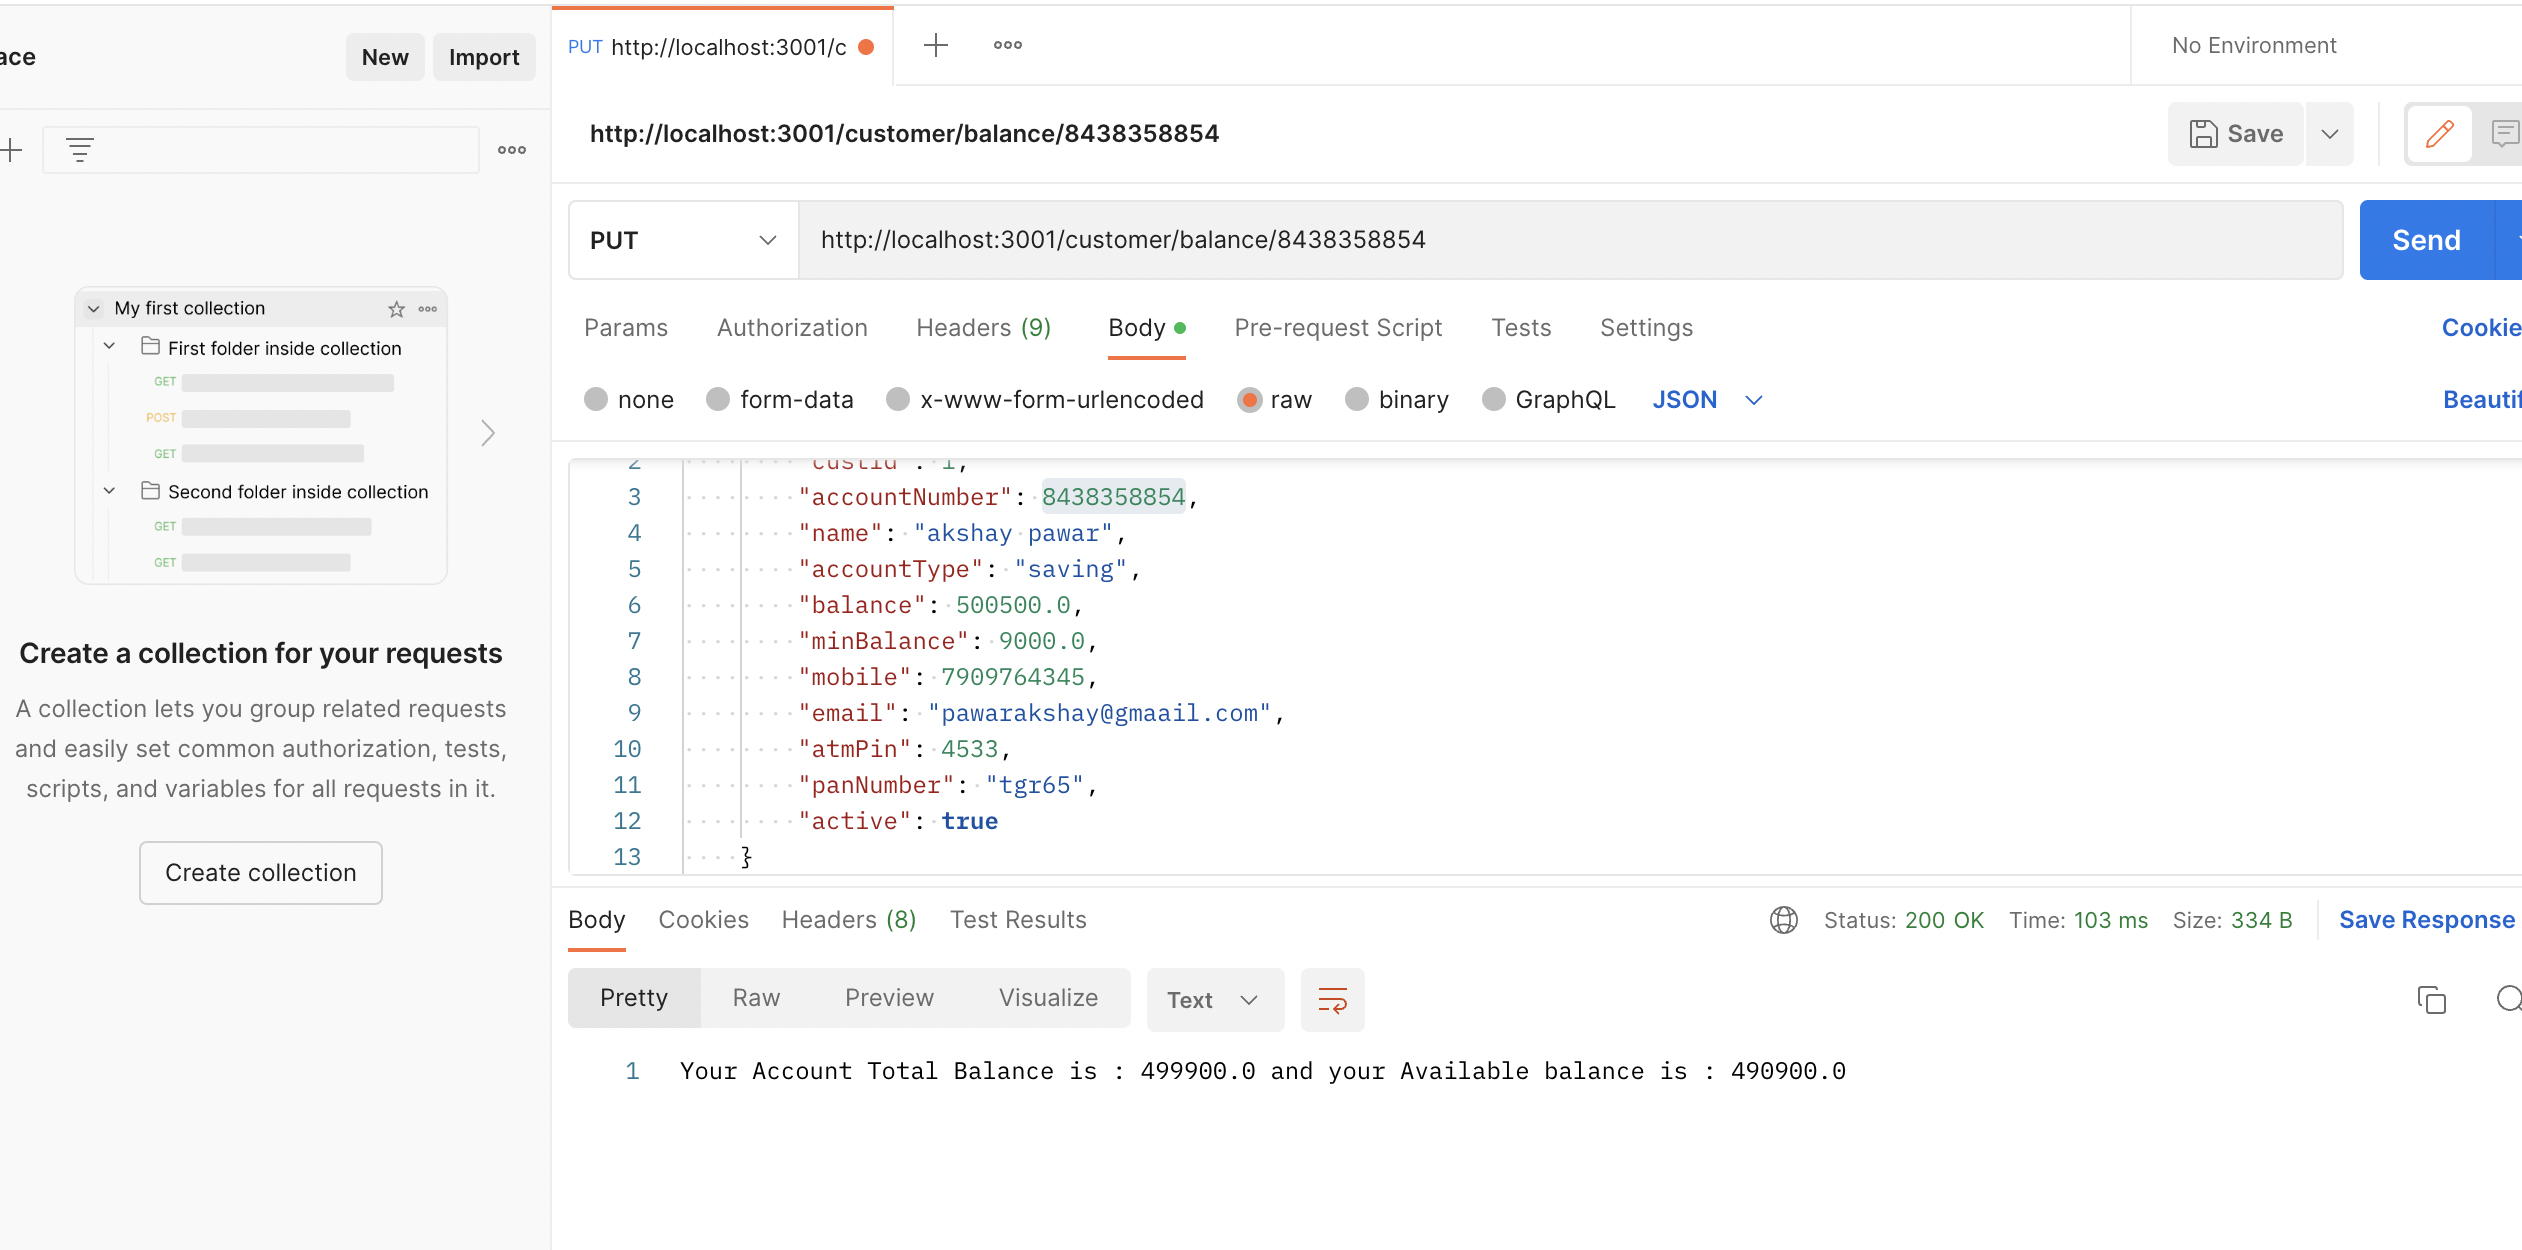 ace
New
Import
PUT http://localhost:3001/c
No Environment
http://localhost:3001/customer/balance/8438358854
Save
PUT
http://localhost:3001/customer/balance/8438358854
Send
Params
Authorization
Headers (9)
Body
Pre-request Script
Tests
Settings
Cookie
none
form-data
x-www-form-urlencoded
raw
binary
GraphQL
JSON
Beautif
My first collection
First folder inside collection
GET
POST
GET
Second folder inside collection
GET
GET
Create a collection for your requests
A collection lets you group related requests
and easily set common authorization, tests,
scripts, and variables for all requests in it.
Create collection
2 "custId": 1,
3 "accountNumber": 8438358854,
4 "name": "akshay pawar",
5 "accountType": "saving",
6 "balance": 500500.0,
7 "minBalance": 9000.0,
8 "mobile": 7909764345,
9 "email": "pawarakshay@gmaail.com",
10 "atmPin": 4533,
11 "panNumber": "tgr65",
12 "active": true
13 }
Body
Cookies
Headers (8)
Test Results
Status: 200 OK
Time: 103 ms
Size: 334 B
Save Response
Pretty
Raw
Preview
Visualize
Text
1 Your Account Total Balance is : 499900.0 and your Available balance is : 490900.0